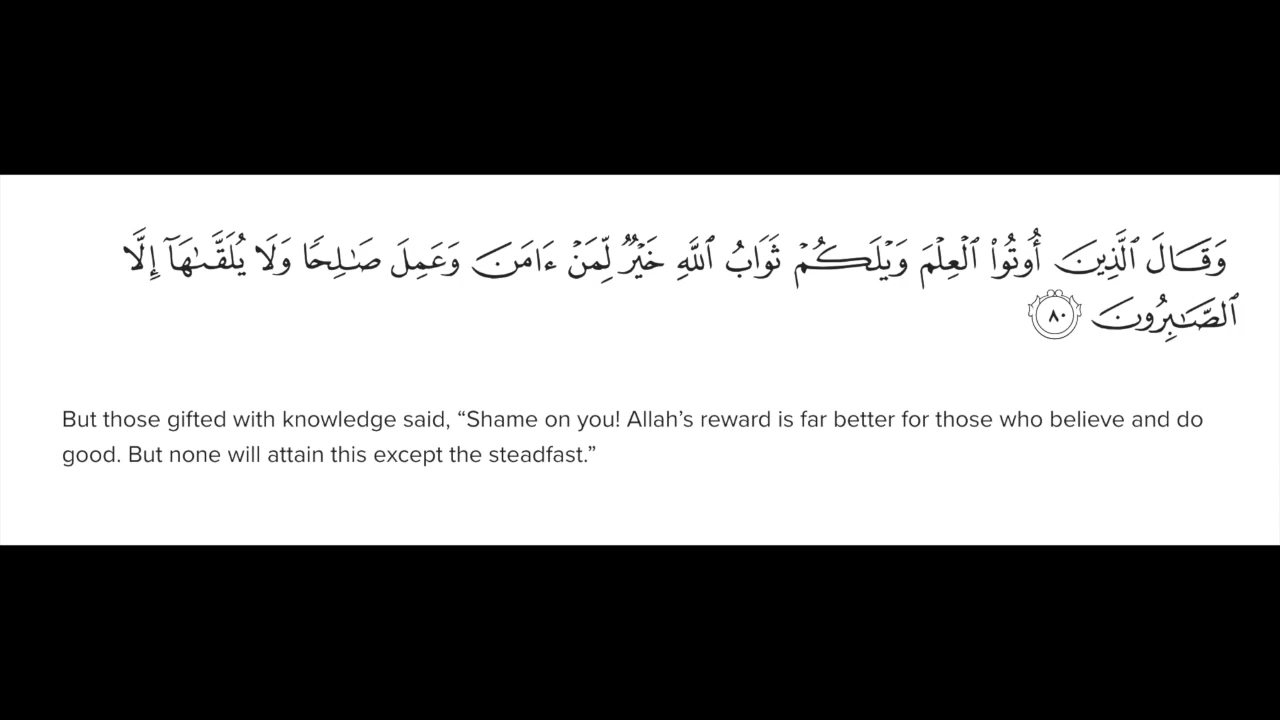 وَقَالَ ٱلَّذِينَ أُوتُوا۟ ٱلْعِلْمَ وَيْلَكُمْ ثَوَابُ ٱللَّهِ خَيْرٌ لِّمَنْ ءَامَنَ وَعَمِلَ صَـٰلِحًا وَلَا يُلَقَّىٰهَآ إِلَّا
ٱلصَّـٰبِرُونَ ٨٠
But those gifted with knowledge said, “Shame on you! Allah’s reward is far better for those who believe and do
good. But none will attain this except the steadfast.”